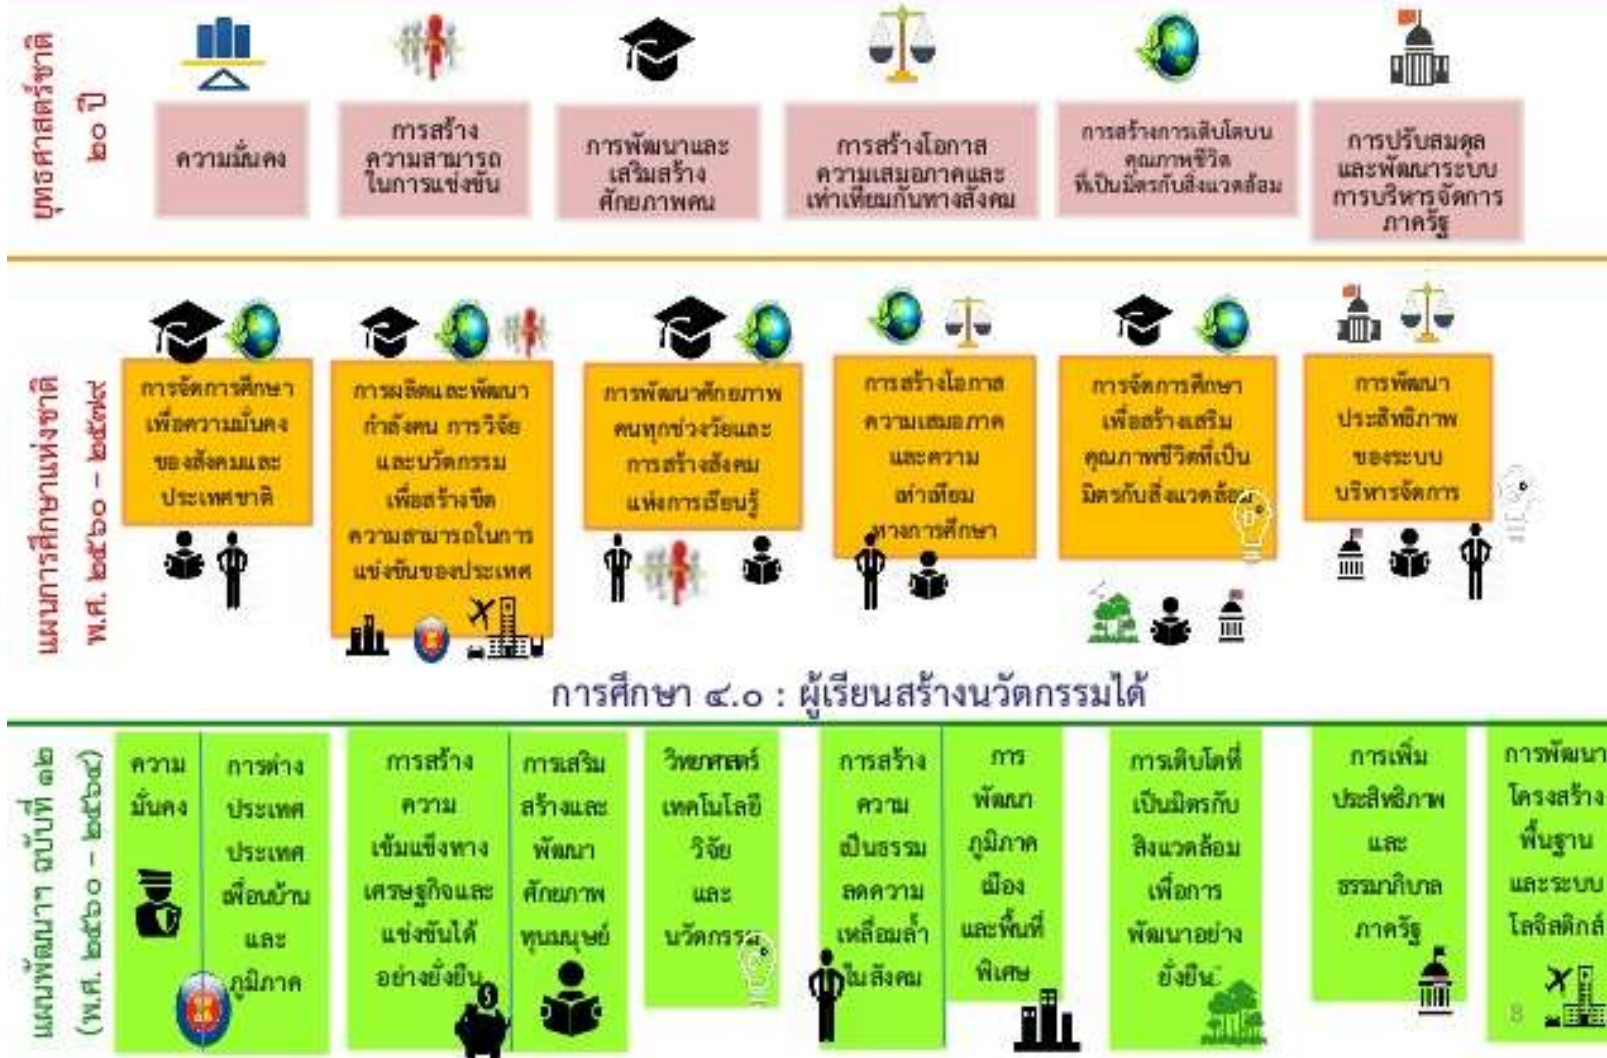 ยุทธศาสตร์ชาติ
๒๐ ปี
ความมั่นคง
การสร้าง
ความสามารถ
ในการแข่งขัน
การพัฒนาและ
เสริมสร้าง
ศักยภาพคน
การสร้างโอกาส
ความเสมอภาคและ
เท่าเทียมกันทางสังคม
การสร้างการเติบโตบน
คุณภาพชีวิต
ที่เป็นมิตรกับสิ่งแวดล้อม
การปรับสมดุล
และพัฒนาระบบ
การบริหารจัดการ
ภาครัฐ
แผนการศึกษาแห่งชาติ
พ.ศ. ๒๕๖๐ – ๒๕๗๙
การจัดการศึกษา
เพื่อความมั่นคง
ของสังคมและ
ประเทศชาติ
การผลิตและพัฒนา
กำลังคน การวิจัย
และนวัตกรรม
เพื่อสร้างขีด
ความสามารถในการ
แข่งขันของประเทศ
การพัฒนาศักยภาพ
คนทุกช่วงวัยและ
การสร้างสังคม
แห่งการเรียนรู้
การสร้างโอกาส
ความเสมอภาค
และความ
เท่าเทียม
ทางการศึกษา
การจัดการศึกษา
เพื่อสร้างเสริม
คุณภาพชีวิตที่เป็น
มิตรกับสิ่งแวดล้อม
การพัฒนา
ประสิทธิภาพ
ของระบบ
บริหารจัดการ
การศึกษา ๔.๐ : ผู้เรียนสร้างนวัตกรรมได้
แผนพัฒนาฯ ฉบับที่ ๑๒
(พ.ศ. ๒๕๖๐ – ๒๕๖๔)
ความ
มั่นคง
การต่าง
ประเทศ
ประเทศ
เพื่อนบ้าน
และ
ภูมิภาค
การสร้าง
ความ
เข้มแข็งทาง
เศรษฐกิจและ
แข่งขันได้
อย่างยั่งยืน
การเสริม
สร้างและ
พัฒนา
ศักยภาพ
ทุนมนุษย์
วิทยาศาสตร์
เทคโนโลยี
วิจัย
และ
นวัตกรรม
การสร้าง
ความ
เป็นธรรม
ลดความ
เหลื่อมล้ำ
ในสังคม
การ
พัฒนา
ภูมิภาค
เมือง
และพื้นที่
พิเศษ
การเติบโตที่
เป็นมิตรกับ
สิ่งแวดล้อม
เพื่อการ
พัฒนาอย่าง
ยั่งยืน
การเพิ่ม
ประสิทธิภาพ
และ
ธรรมาภิบาล
ภาครัฐ
การพัฒนา
โครงสร้าง
พื้นฐาน
และระบบ
โลจิสติกส์
8